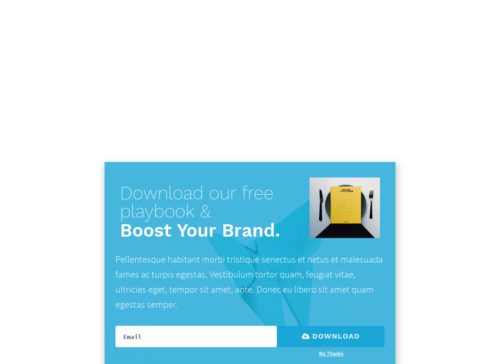 Download our free
playbook &
Boost Your Brand.
Pellentesque habitant morbi tristique senectus et netus et malesuada
fames ac turpis egestas. Vestibulum tortor quam, feugiat vitae,
ultricies eget, tempor sit amet, ante. Donec eu libero sit amet quam
egestas semper.
Email
DOWNLOAD
No Thanks